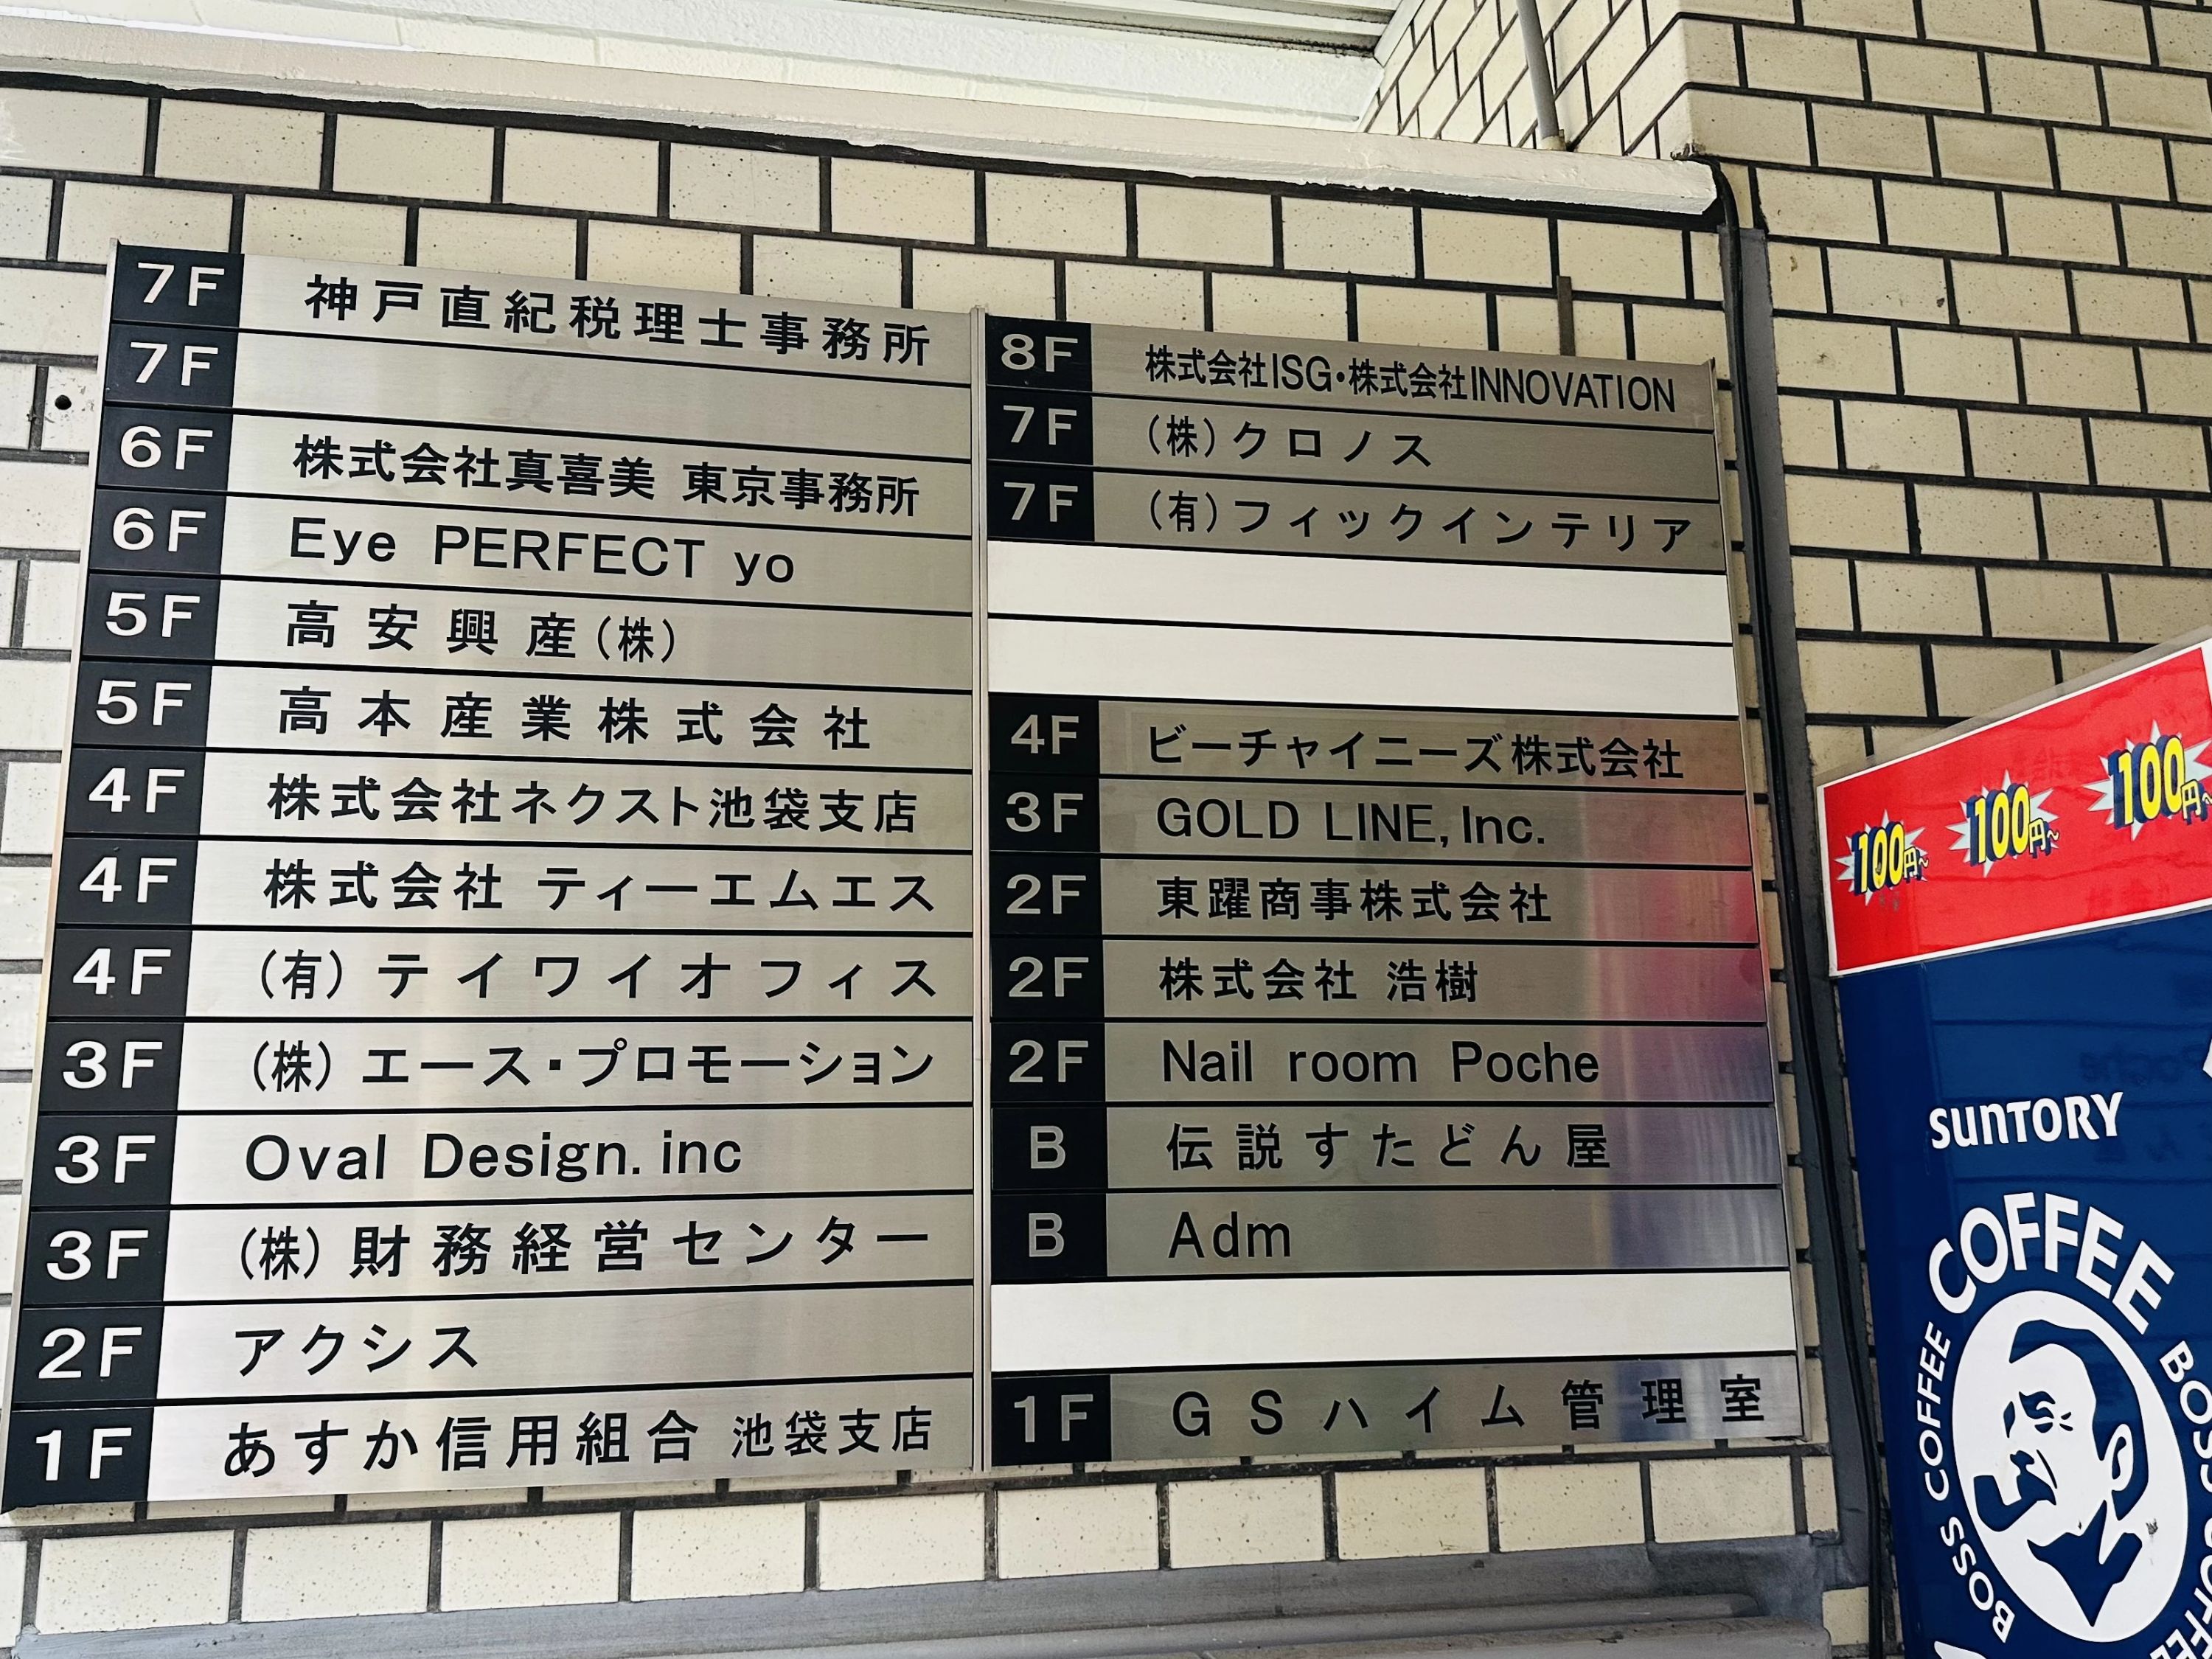 7F 神戸直紀税理士事務所
7F
6F 株式会社真喜美 東京事務所
6F Eye PERFECT yo
5F 高安興産(株)
5F 高本産業株式会社
4F 株式会社ネクスト池袋支店
4F 株式会社 ティーエムエス
4F (有)テイワイオフィス
3F (株)エース・プロモーション
3F Oval Design. inc
3F (株)財務経営センター
2F アクシス
1F あすか信用組合 池袋支店
8F 株式会社ISG・株式会社INNOVATION
7F (株)クロノス
7F (有)フィックインテリア
4F ビーチャイニーズ株式会社
3F GOLD LINE, Inc.
2F 東躍商事株式会社
2F 株式会社 浩樹
2F Nail room Poche
B 伝説すたどん屋
B Adm
1F GSハイム管理室
100円~ 100円~ 100円~
SUNTORY
COFFEE
BOSS COFFEE